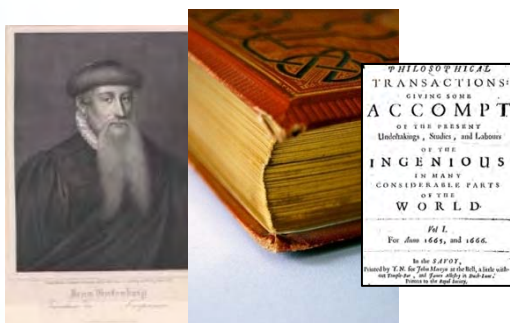 Jean Gutenberg
PHILOSOPHICAL
TRANSACTIONS:
GIVING SOME
ACCOMPT
OF THE PRESENT
Undertakings, Studies, and Labours
OF THE
INGENIOUS
IN MANY
CONSIDERABLE PARTS
OF THE
WORLD.
Vol I.
For Anno 1665, and 1666.
In the SAVOY,
Printed by T. N. for John Martyn at the Bell, a little with-
out Temple-Bar, and James Allestry in Duck-Lane,
Printers to the Royal Society.